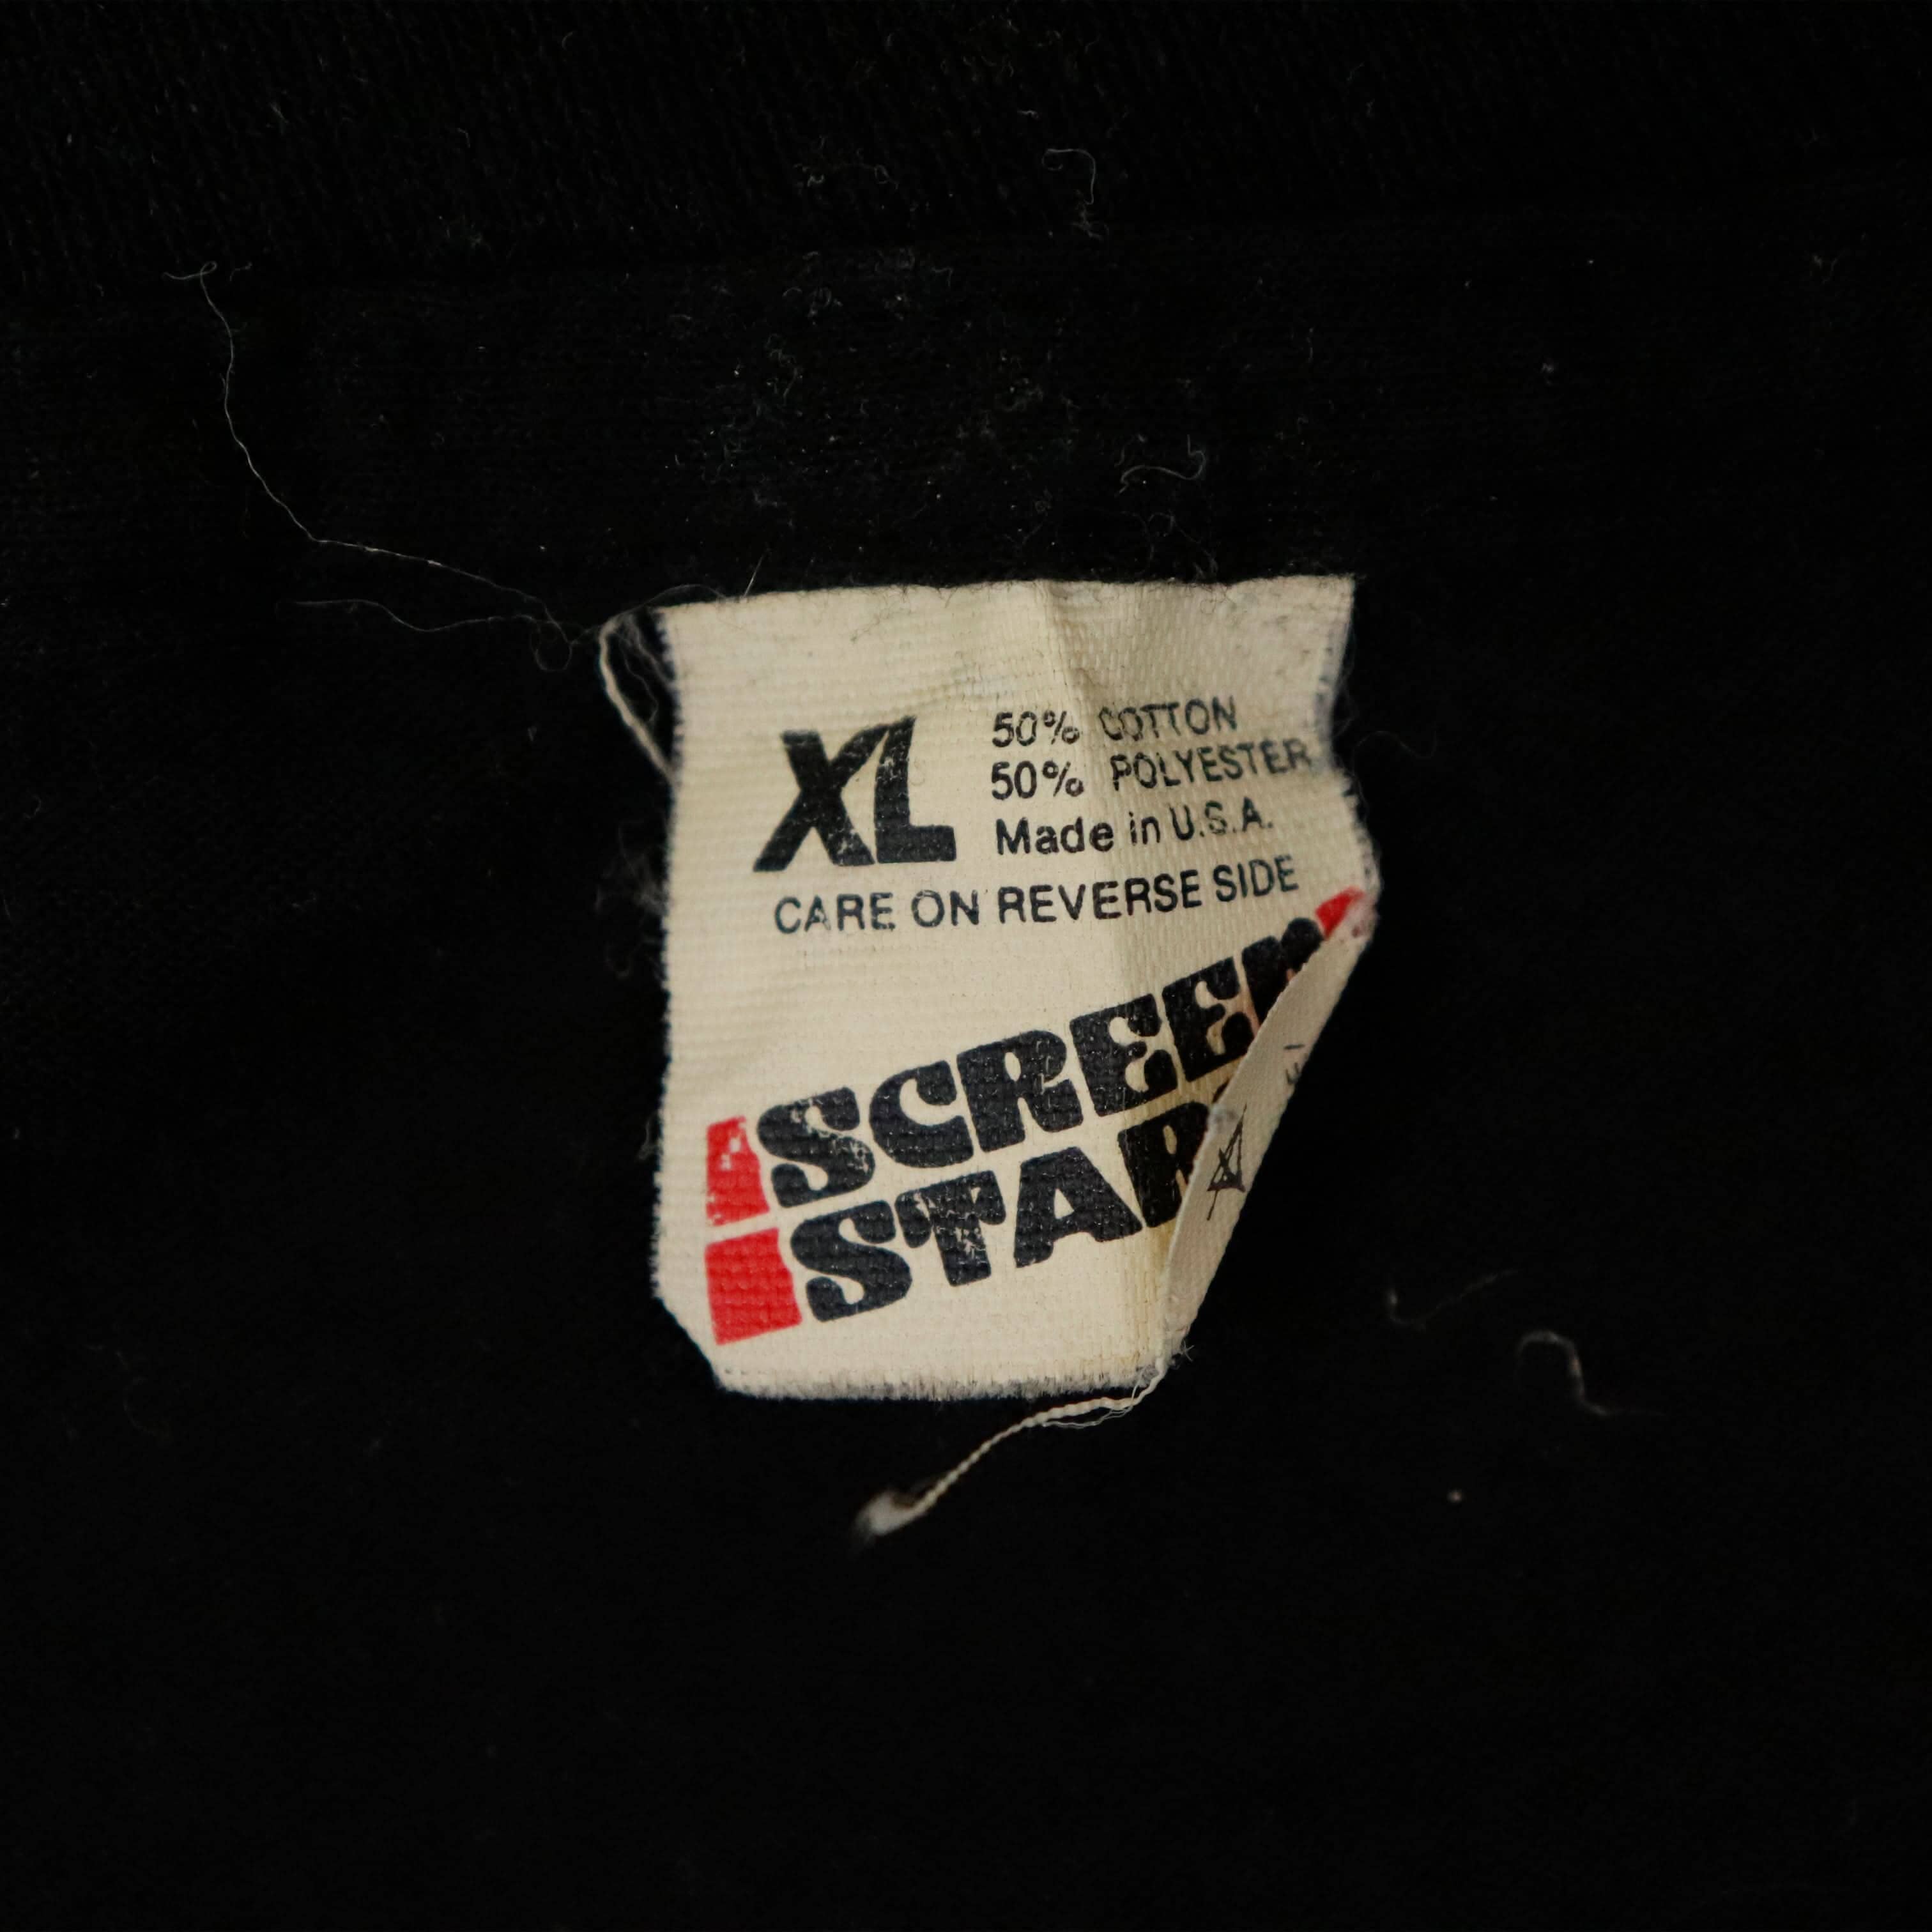 XL
50% COTTON
50% POLYESTER
Made in U.S.A.
CARE ON REVERSE SIDE
SCREEN
STAR